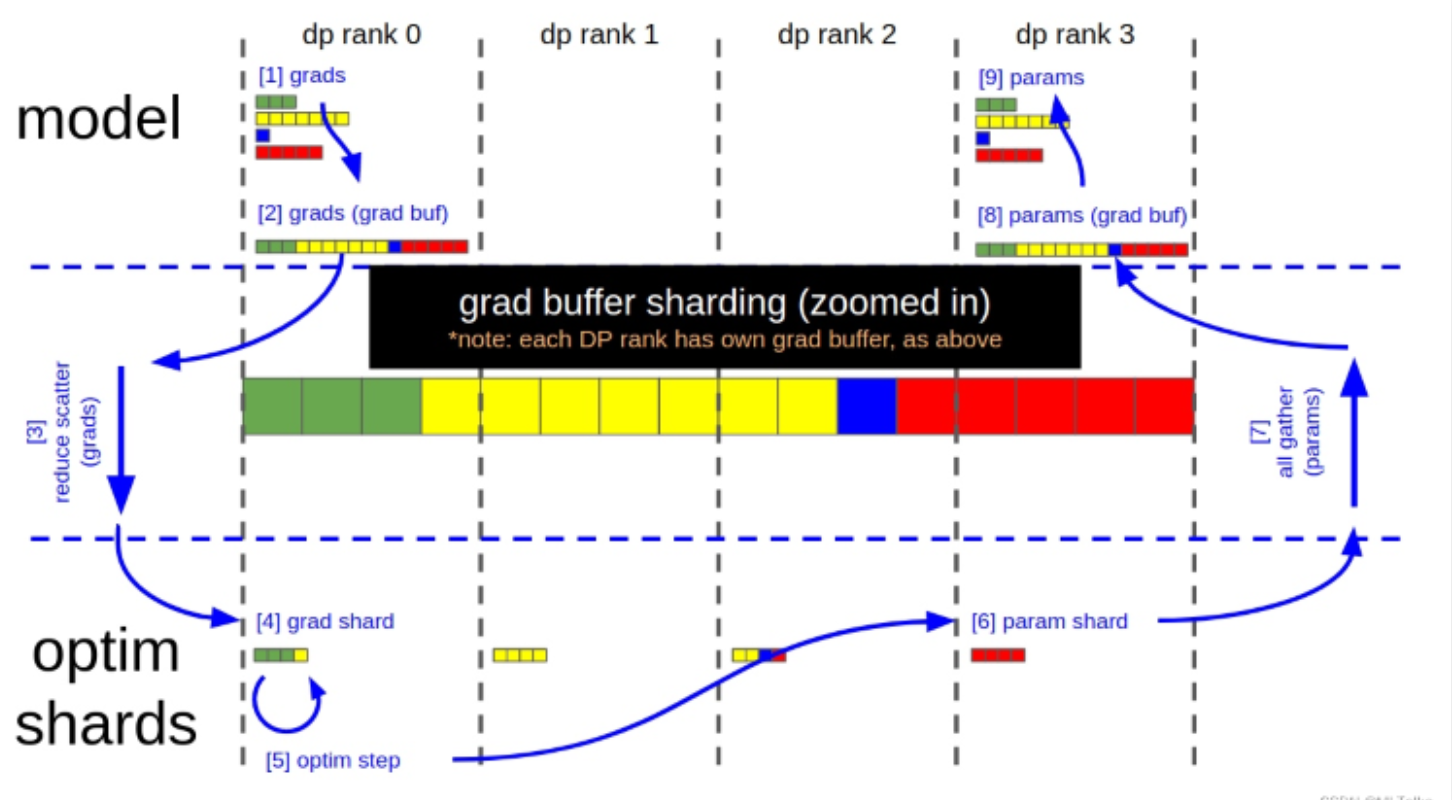 dp rank 0
dp rank 1
dp rank 2
dp rank 3
model
[1] grads
[9] params
[2] grads (grad buf)
[8] params (grad buf)
grad buffer sharding (zoomed in)
*note: each DP rank has own grad buffer, as above
[3]
reduce scatter
(grads)
[7]
all gather
(params)
optim
shards
[4] grad shard
[6] param shard
[5] optim step